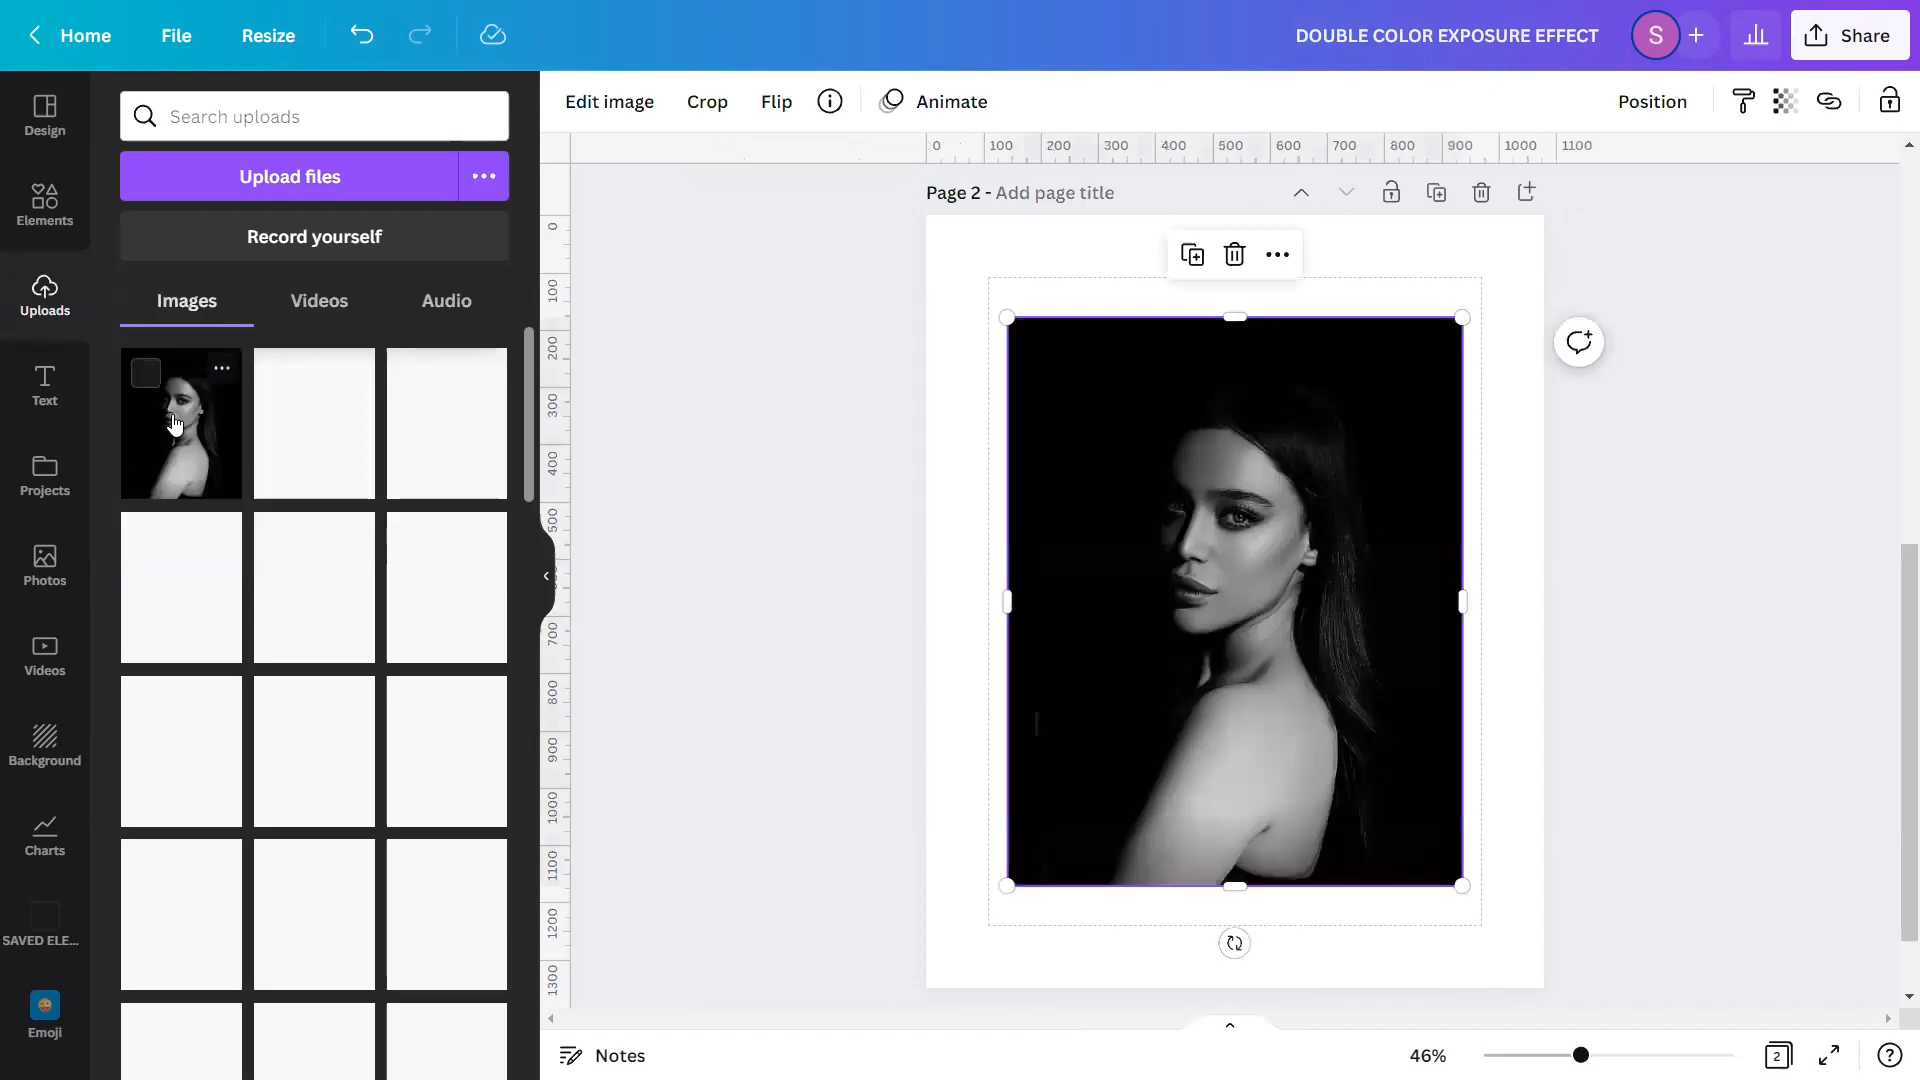 Home
File
Resize
DOUBLE COLOR EXPOSURE EFFECT
S
Share
Design
Elements
Uploads
Text
Projects
Photos
Videos
Background
Charts
SAVED ELE...
Emoji
Search uploads
Upload files
Record yourself
Images
Videos
Audio
Edit image
Crop
Flip
Animate
Position
0 100 200 300 400 500 600 700 800 900 1000 1100
Page 2 - Add page title
0
100
200
300
400
500
700
800
900
1000
1100
1200
1300
Notes
46%
2